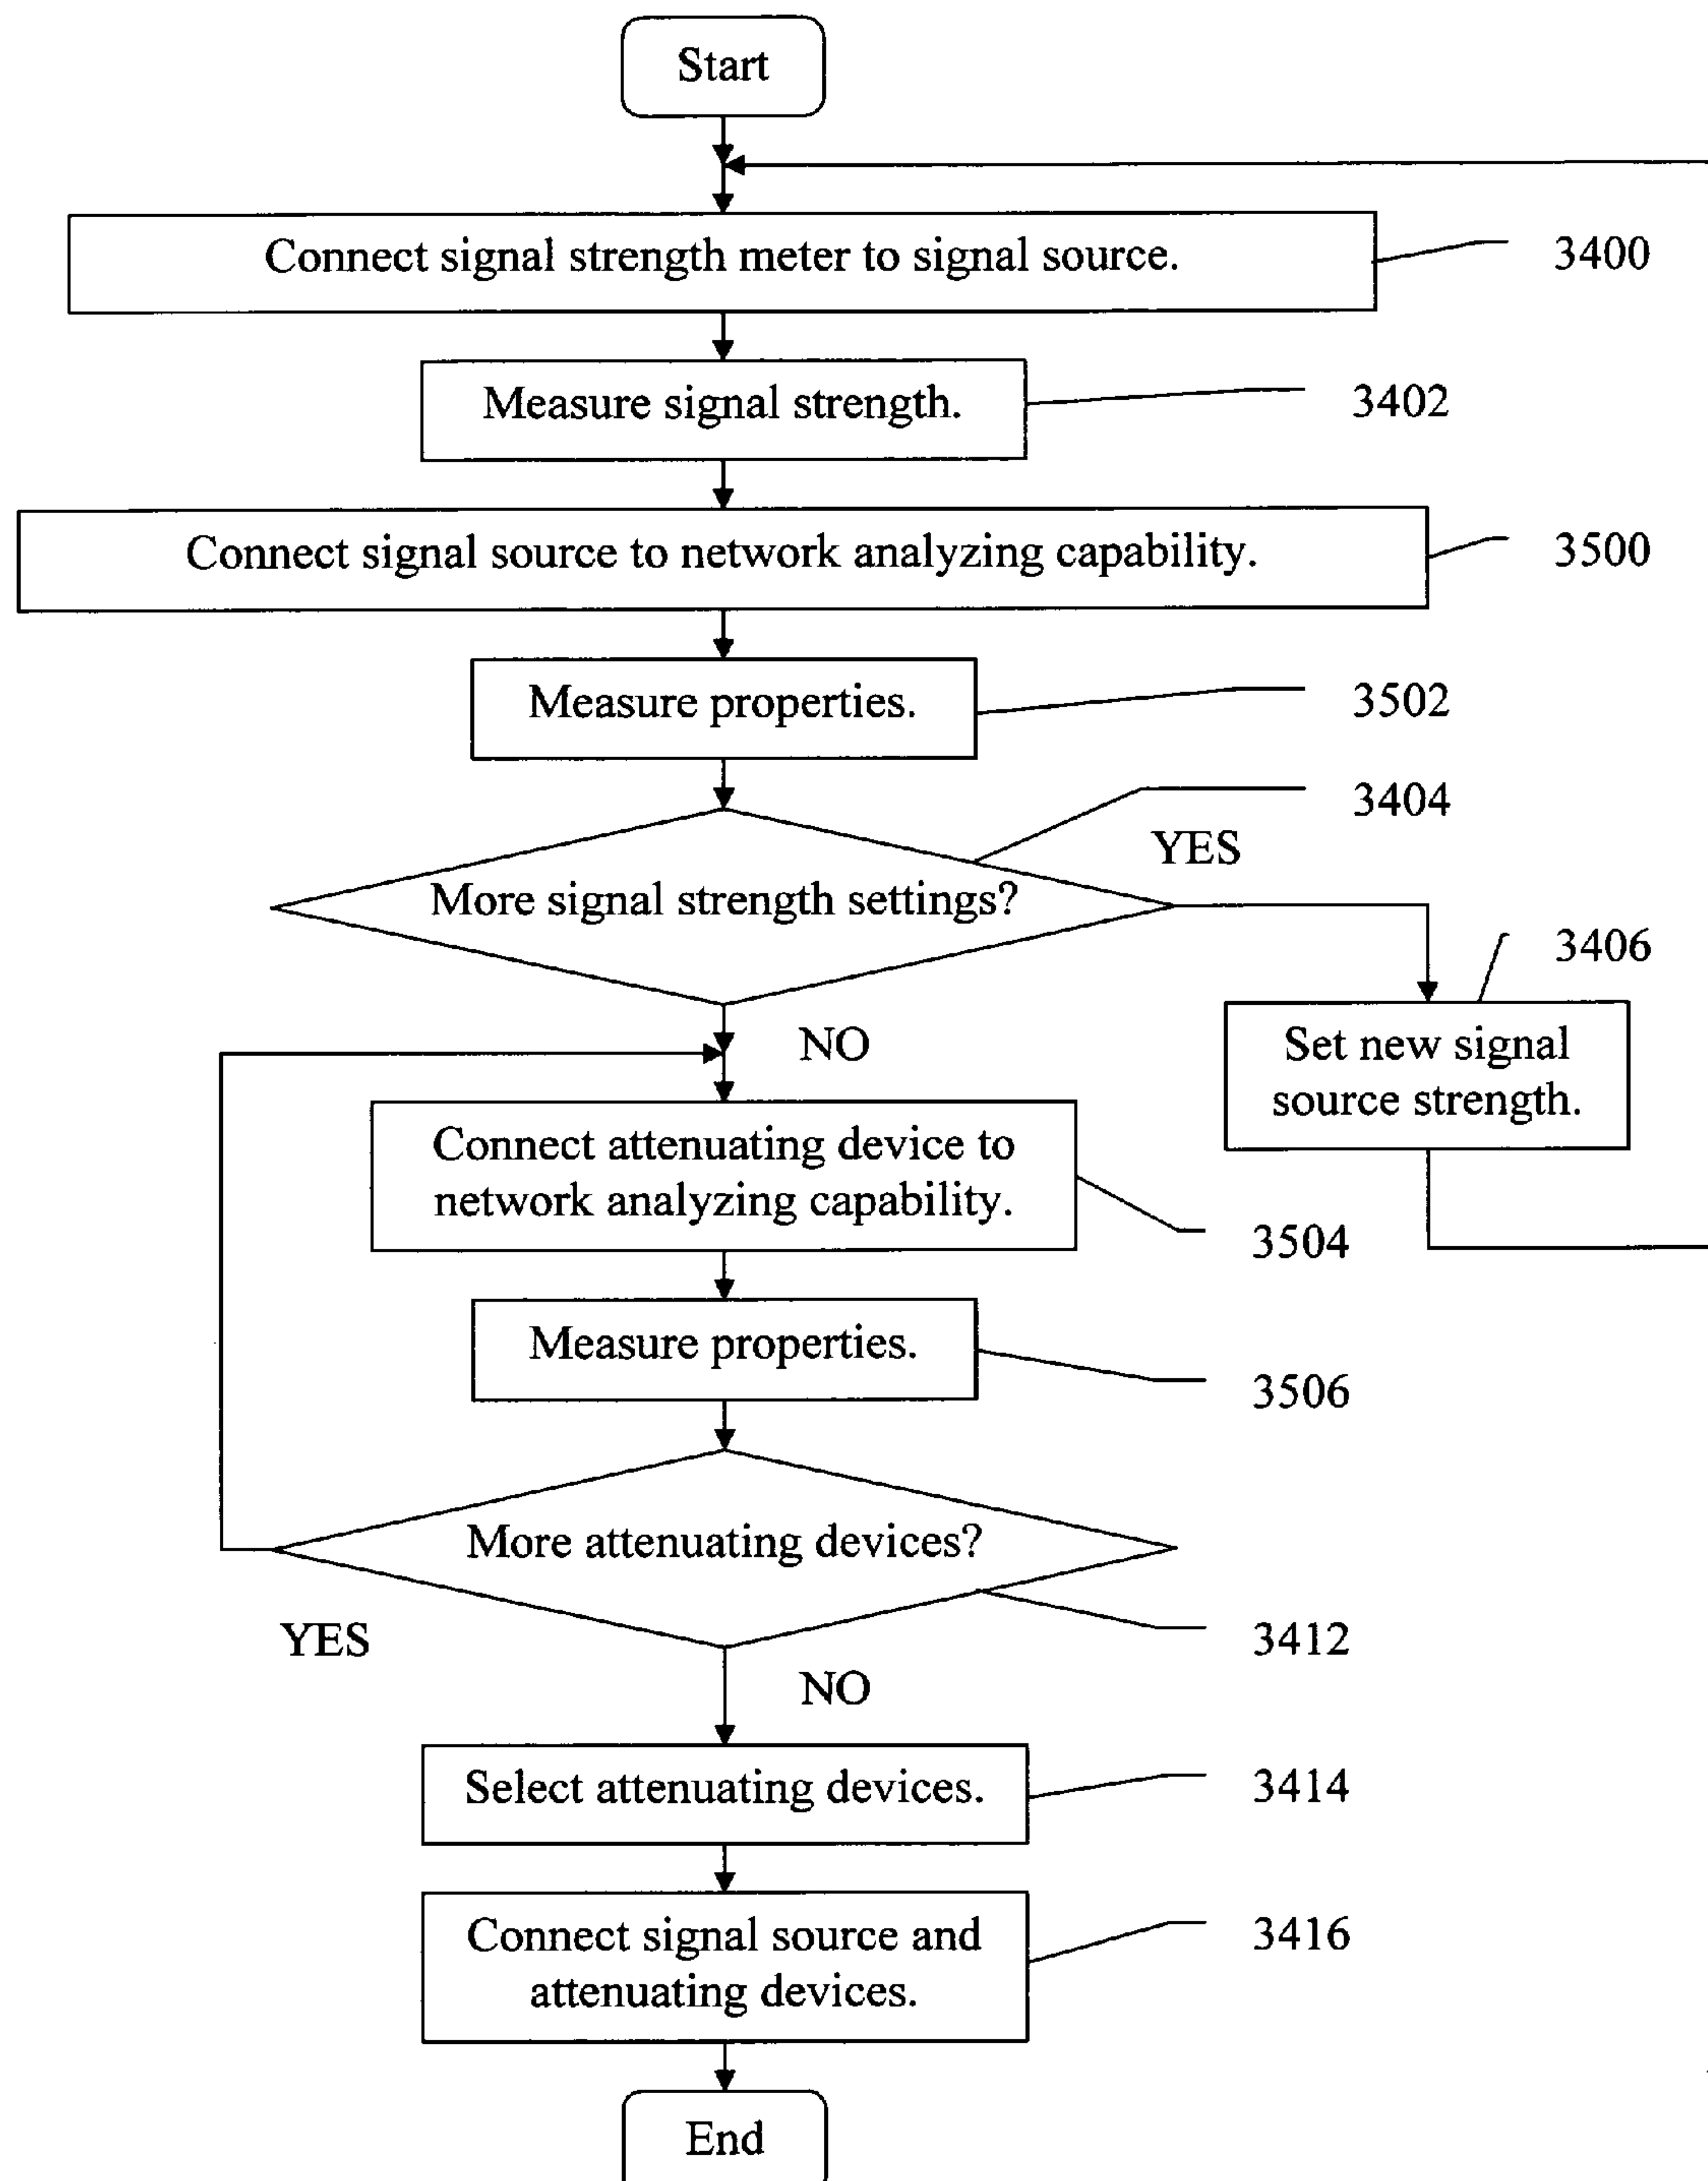 Start
Connect signal strength meter to signal source.
3400
Measure signal strength.
3402
Connect signal source to network analyzing capability.
3500
Measure properties.
3502
3404
YES
More signal strength settings?
3406
NO
Set new signal
source strength.
Connect attenuating device to
network analyzing capability.
3504
Measure properties.
3506
More attenuating devices?
YES
3412
NO
Select attenuating devices.
3414
Connect signal source and
attenuating devices.
3416
End